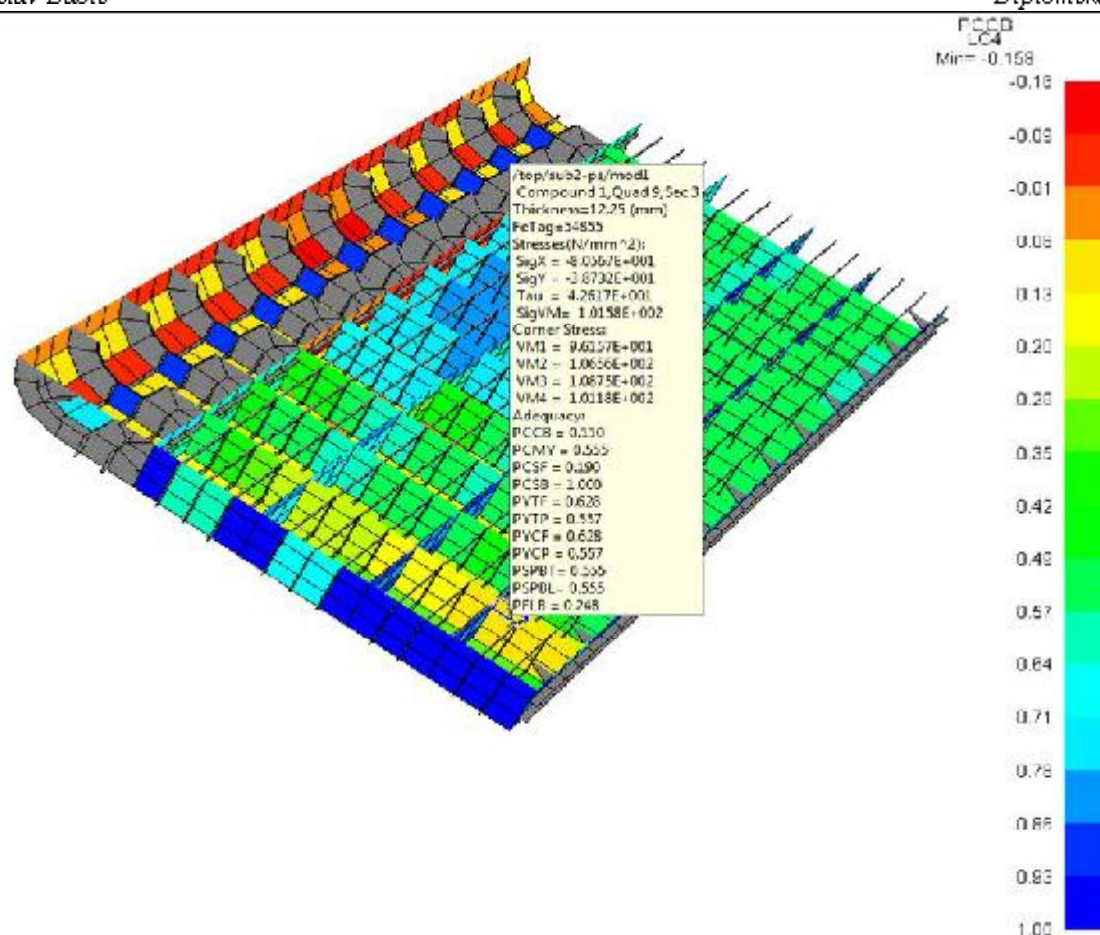 PCCB
LC4
Min= -0.158
-0.16
-0.09
-0.01
0.06
0.13
0.20
0.28
0.35
0.42
0.49
0.57
0.64
0.71
0.78
0.86
0.93
1.00
/top/sub2-ps/mod1
Compound 1,Quad 9,Sec 3
Thickness=12.25 (mm)
FeTag=54855
Stresses(N/mm^2):
SigX = -8.0567E+001
SigY = -3.8732E+001
Tau = 4.2617E+001
SigVM= 1.0158E+002
Corner Stress:
VM1 = 9.6157E+001
VM2 = 1.0656E+002
VM3 = 1.0875E+002
VM4 = 1.0118E+002
Adequacy:
PCCB = 0.110
PCMY = 0.555
PCSF = 0.190
PCSB = 1.000
PYTF = 0.628
PYTP = 0.557
PYCF = 0.628
PYCP = 0.557
PSPBT = 0.555
PSPBL= 0.555
PFLB = 0.248